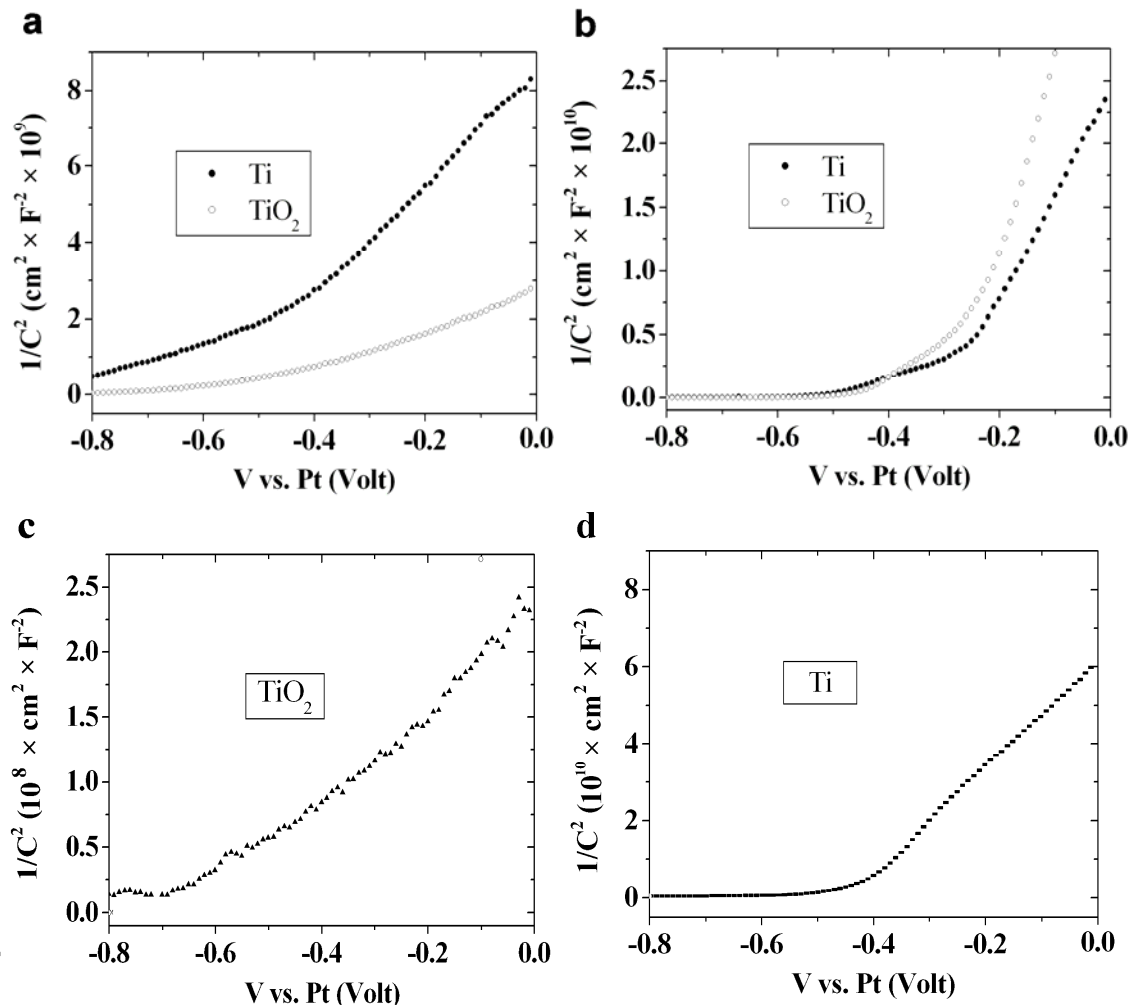 a
1/C² (cm² × F⁻² × 10⁹)
8
6
4
2
0
Ti
TiO₂
-0.8 -0.6 -0.4 -0.2 0.0
V vs. Pt (Volt)
b
1/C² (cm² × F⁻² × 10¹⁰)
2.5
2.0
1.5
1.0
0.5
0.0
Ti
TiO₂
-0.8 -0.6 -0.4 -0.2 0.0
V vs. Pt (Volt)
c
1/C² (10⁸ × cm² × F⁻²)
2.5
2.0
1.5
1.0
0.5
0.0
TiO₂
-0.8 -0.6 -0.4 -0.2 0.0
V vs. Pt (Volt)
d
1/C² (10¹⁰ × cm² × F⁻²)
8
6
4
2
0
Ti
-0.8 -0.6 -0.4 -0.2 0.0
V vs. Pt (Volt)